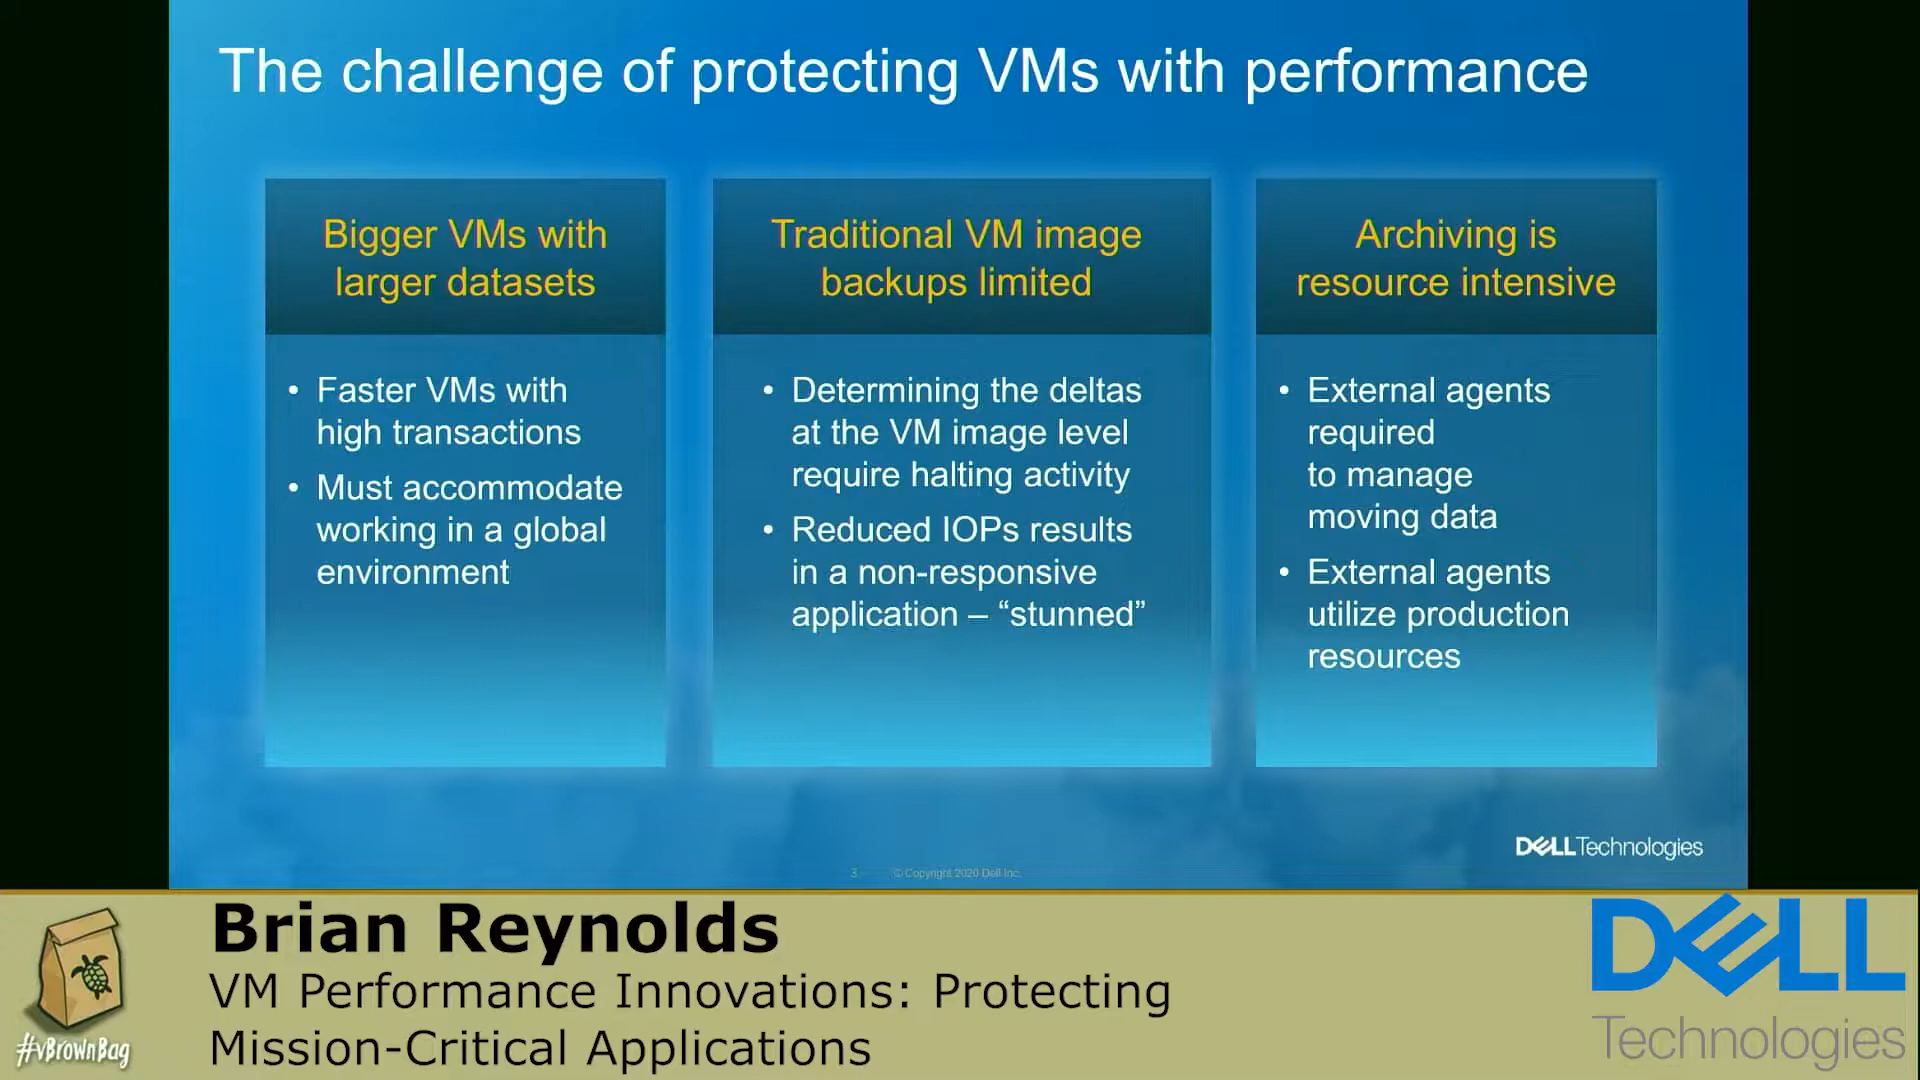 The challenge of protecting VMs with performance
Bigger VMs with
larger datasets
• Faster VMs with
high transactions
• Must accommodate
working in a global
environment
Traditional VM image
backups limited
• Determining the deltas
at the VM image level
require halting activity
• Reduced IOPs results
in a non-responsive
application – “stunned”
Archiving is
resource intensive
• External agents
required
to manage
moving data
• External agents
utilize production
resources
DELLTechnologies
3 © Copyright 2020 Dell Inc.
#vBrownBag
Brian Reynolds
VM Performance Innovations: Protecting
Mission-Critical Applications
DELL
Technologies